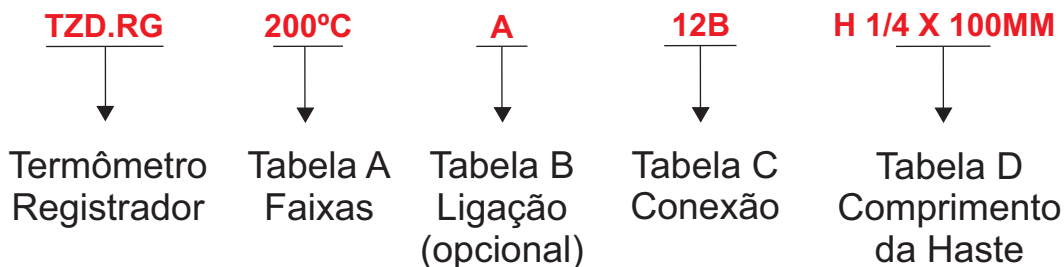 TZD.RG 200ºC A 12B H 1/4 X 100MM
Termômetro Registrador
Tabela A Faixas
Tabela B Ligação (opcional)
Tabela C Conexão
Tabela D Comprimento da Haste